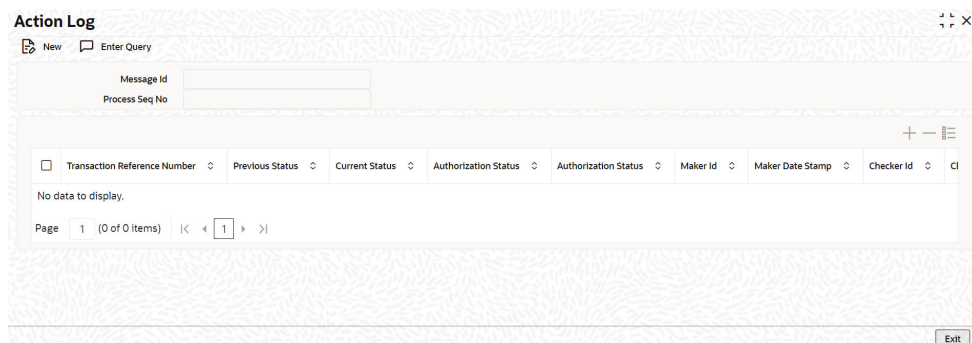 Action Log
New Enter Query
Message Id
Process Seq No
Transaction Reference Number Previous Status Current Status Authorization Status Authorization Status Maker Id Maker Date Stamp Checker Id
No data to display.
Page 1 (0 of 0 items) 1
Exit